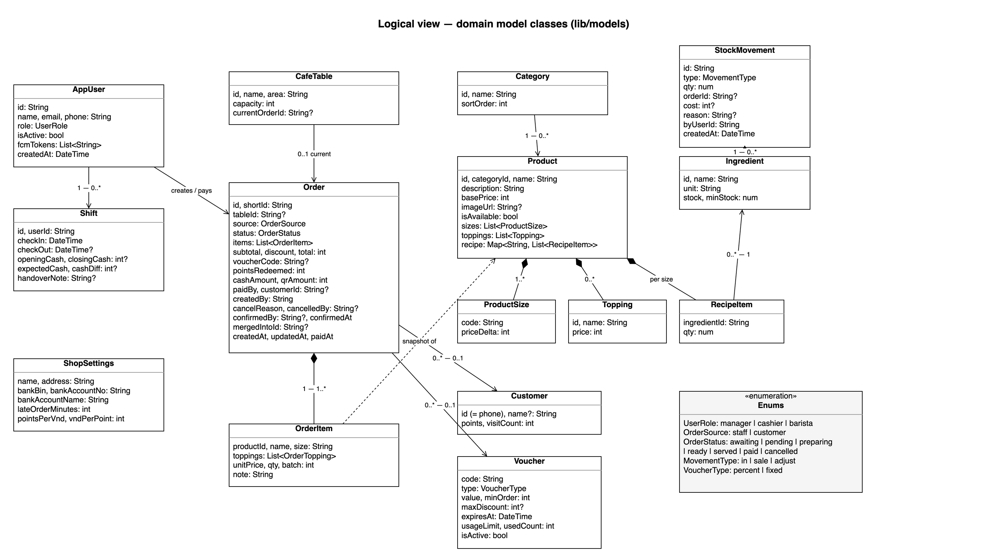 Logical view — domain model classes (lib/models)
AppUser
id: String
name, email, phone: String
role: UserRole
isActive: bool
fcmTokens: List<String>
createdAt: DateTime
1 — 0..*
creates / pays
Shift
id, userId: String
checkIn: DateTime
checkOut: DateTime?
openingCash, closingCash: int?
expectedCash, cashDiff: int?
handoverNote: String?
ShopSettings
name, address: String
bankBin, bankAccountNo: String
bankAccountName: String
lateOrderMinutes: int
pointsPerVnd, vndPerPoint: int
CafeTable
id, name, area: String
capacity: int
currentOrderId: String?
0..1 current
Order
id, shortId: String
tableId: String?
source: OrderSource
status: OrderStatus
items: List<OrderItem>
subtotal, discount, total: int
voucherCode: String?
pointsRedeemed: int
cashAmount, qrAmount: int
paidBy, customerId: String?
createdBy: String
cancelReason, cancelledBy: String?
confirmedBy: String?, confirmedAt
mergedIntoId: String?
createdAt, updatedAt, paidAt
1 — 1..*
OrderItem
productId, name, size: String
toppings: List<OrderTopping>
unitPrice, qty, batch: int
note: String
snapshot of
0..* — 0..1
0..* — 0..1
Category
id, name: String
sortOrder: int
1 — 0..*
Product
id, categoryId, name: String
description: String
basePrice: int
imageUrl: String?
isAvailable: bool
sizes: List<ProductSize>
toppings: List<Topping>
recipe: Map<String, List<RecipeItem>>
1..*
0..*
per size
ProductSize
code: String
priceDelta: int
Topping
id, name: String
price: int
RecipeItem
ingredientId: String
qty: num
Customer
id (= phone), name?: String
points, visitCount: int
Voucher
code: String
type: VoucherType
value, minOrder: int
maxDiscount: int?
expiresAt: DateTime
usageLimit, usedCount: int
isActive: bool
StockMovement
id: String
type: MovementType
qty: num
orderId: String?
cost: int?
reason: String?
byUserId: String
createdAt: DateTime
1 — 0..*
Ingredient
id, name: String
unit: String
stock, minStock: num
0..* — 1
«enumeration»
Enums
UserRole: manager | cashier | barista
OrderSource: staff | customer
OrderStatus: awaiting | pending | preparing
| ready | served | paid | cancelled
MovementType: in | sale | adjust
VoucherType: percent | fixed